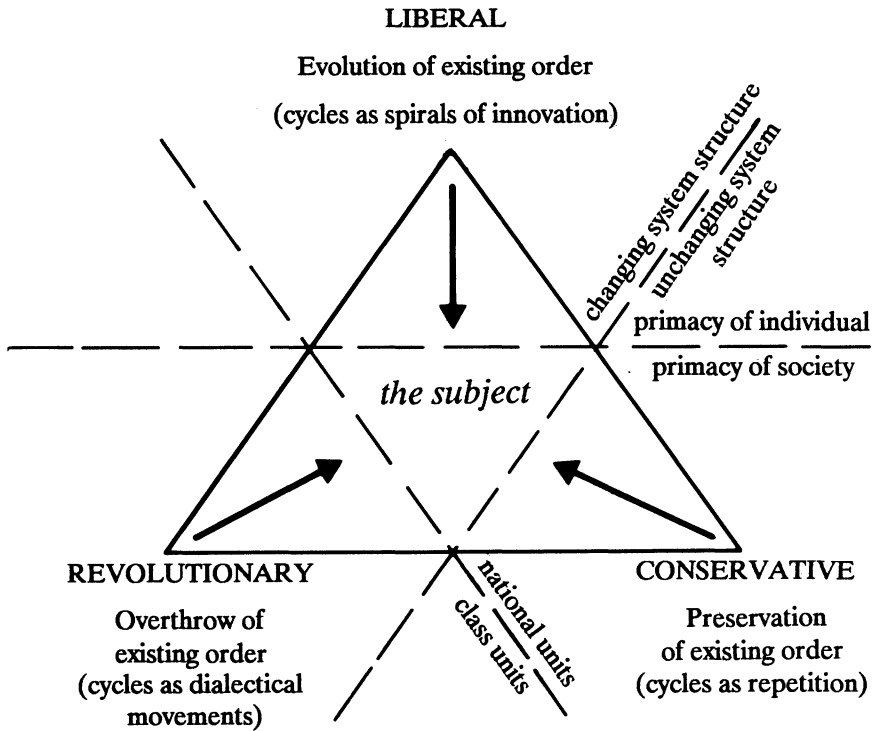 LIBERAL
Evolution of existing order
(cycles as spirals of innovation)
changing system structure
unchanging system
structure
primacy of individual
primacy of society
the subject
REVOLUTIONARY
Overthrow of
existing order
(cycles as dialectical
movements)
national units
class units
CONSERVATIVE
Preservation
of existing order
(cycles as repetition)